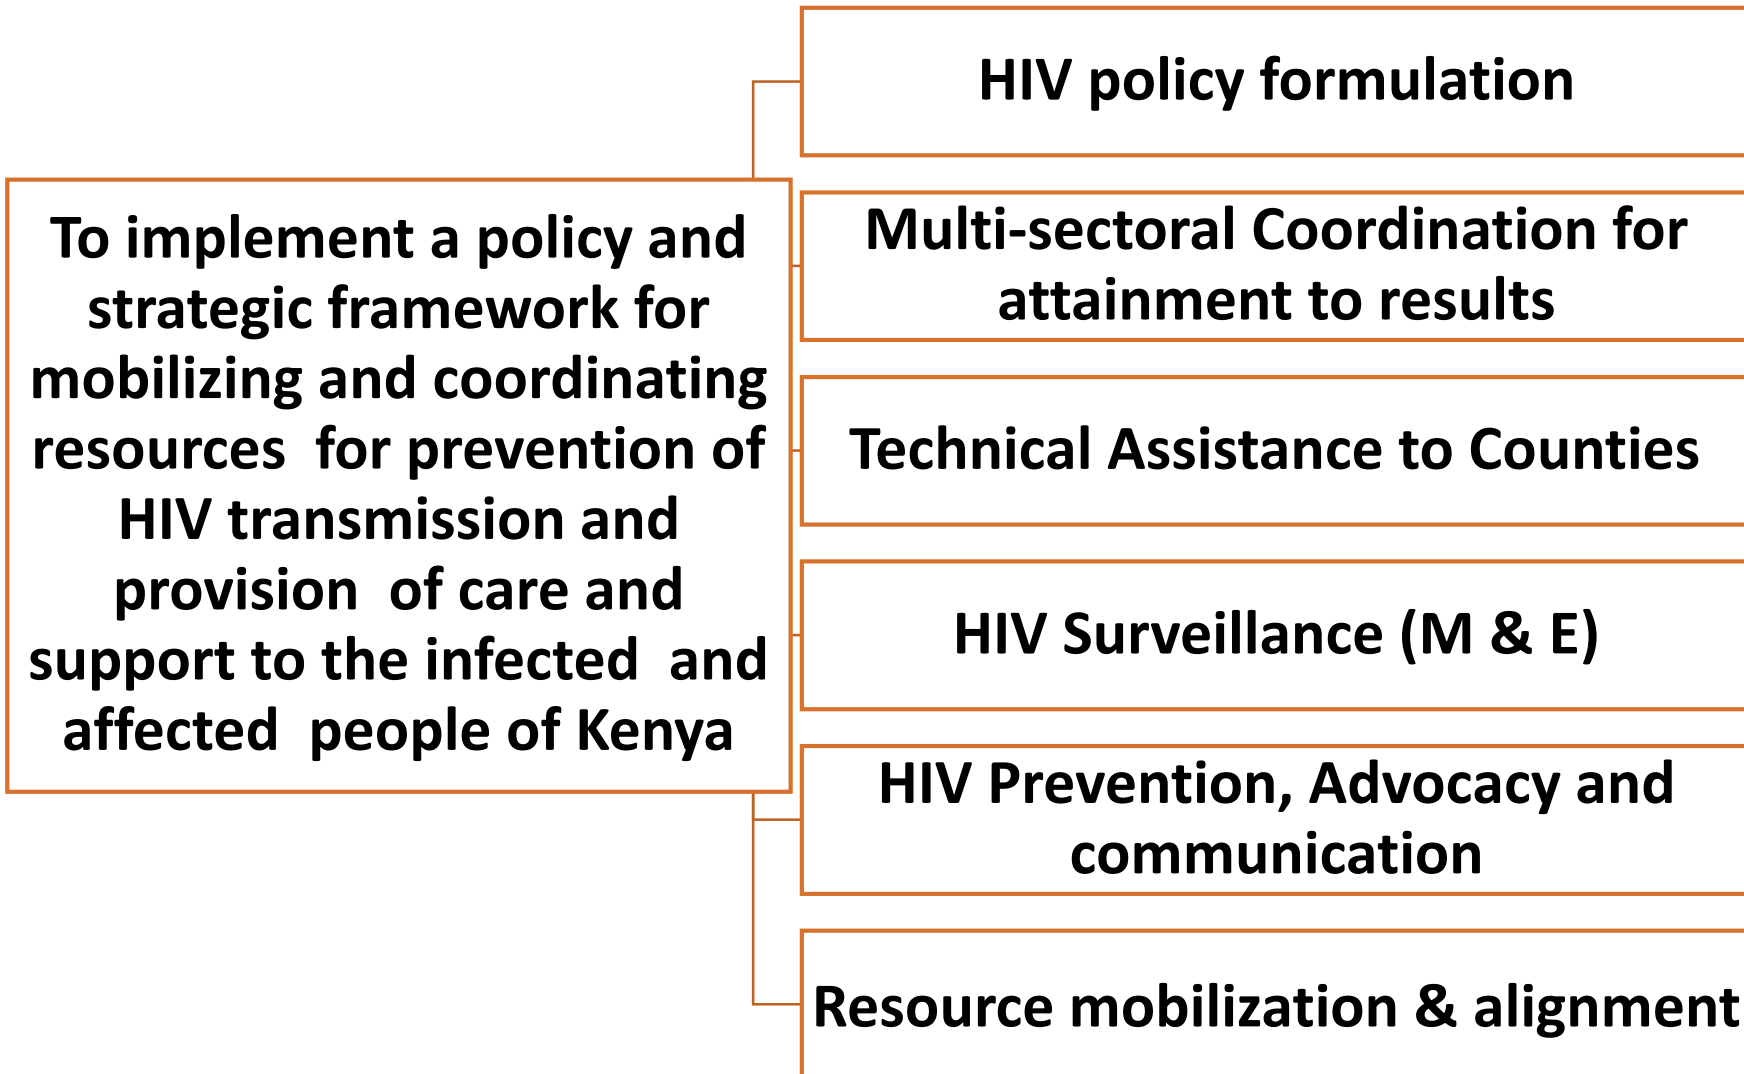 To implement a policy and
strategic framework for
mobilizing and coordinating
resources for prevention of
HIV transmission and
provision of care and
support to the infected and
affected people of Kenya
HIV policy formulation
Multi-sectoral Coordination for
attainment to results
Technical Assistance to Counties
HIV Surveillance (M & E)
HIV Prevention, Advocacy and
communication
Resource mobilization & alignment